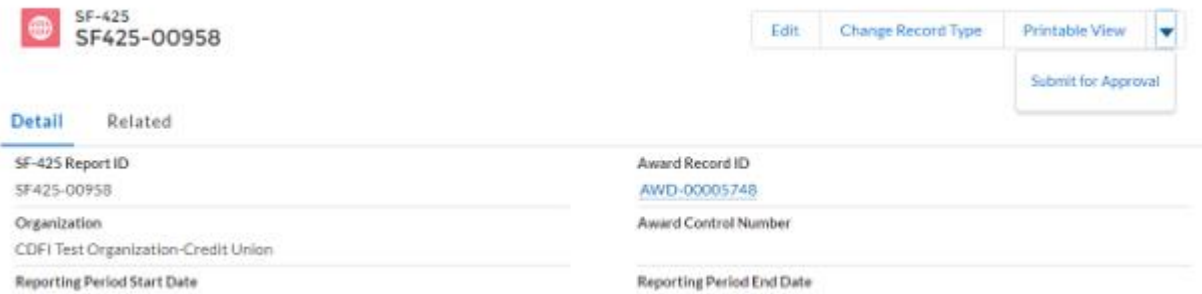 SF-425
SF425-00958
Edit Change Record Type Printable View
Submit for Approval
Detail Related
SF-425 Report ID Award Record ID
SF425-00958 AWD-00005748
Organization Award Control Number
CDFI Test Organization-Credit Union
Reporting Period Start Date Reporting Period End Date